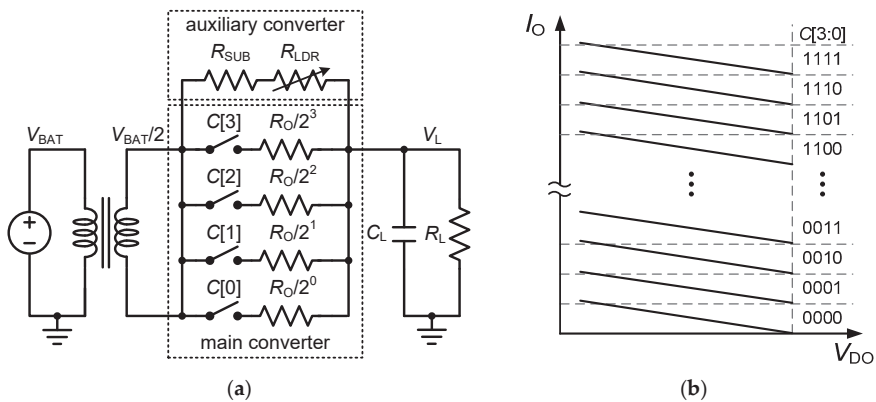 auxiliary converter
R_SUB R_LDR
C[3] R_O/2^3
V_BAT V_BAT/2 V_L
C[2] R_O/2^2
+
−
C[1] R_O/2^1
C_L R_L
C[0] R_O/2^0
main converter
(a)
I_O
C[3:0]
1111
1110
1101
1100
0011
0010
0001
0000
V_DO
(b)